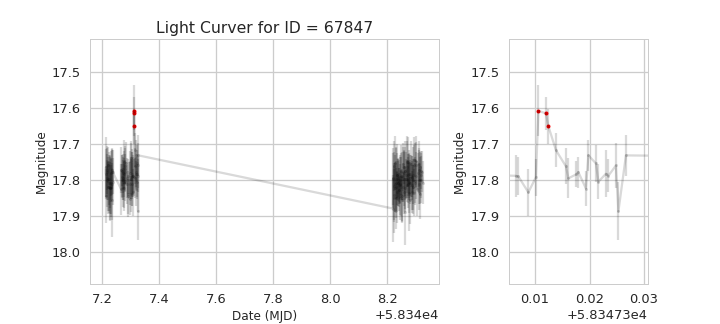 Light Curver for ID = 67847
Magnitude
17.5
17.6
17.7
17.8
17.9
18.0
7.2 7.4 7.6 7.8 8.0 8.2
Date (MJD)
+5.834e4
Magnitude
17.5
17.6
17.7
17.8
17.9
18.0
0.01 0.02 0.03
+5.83473e4